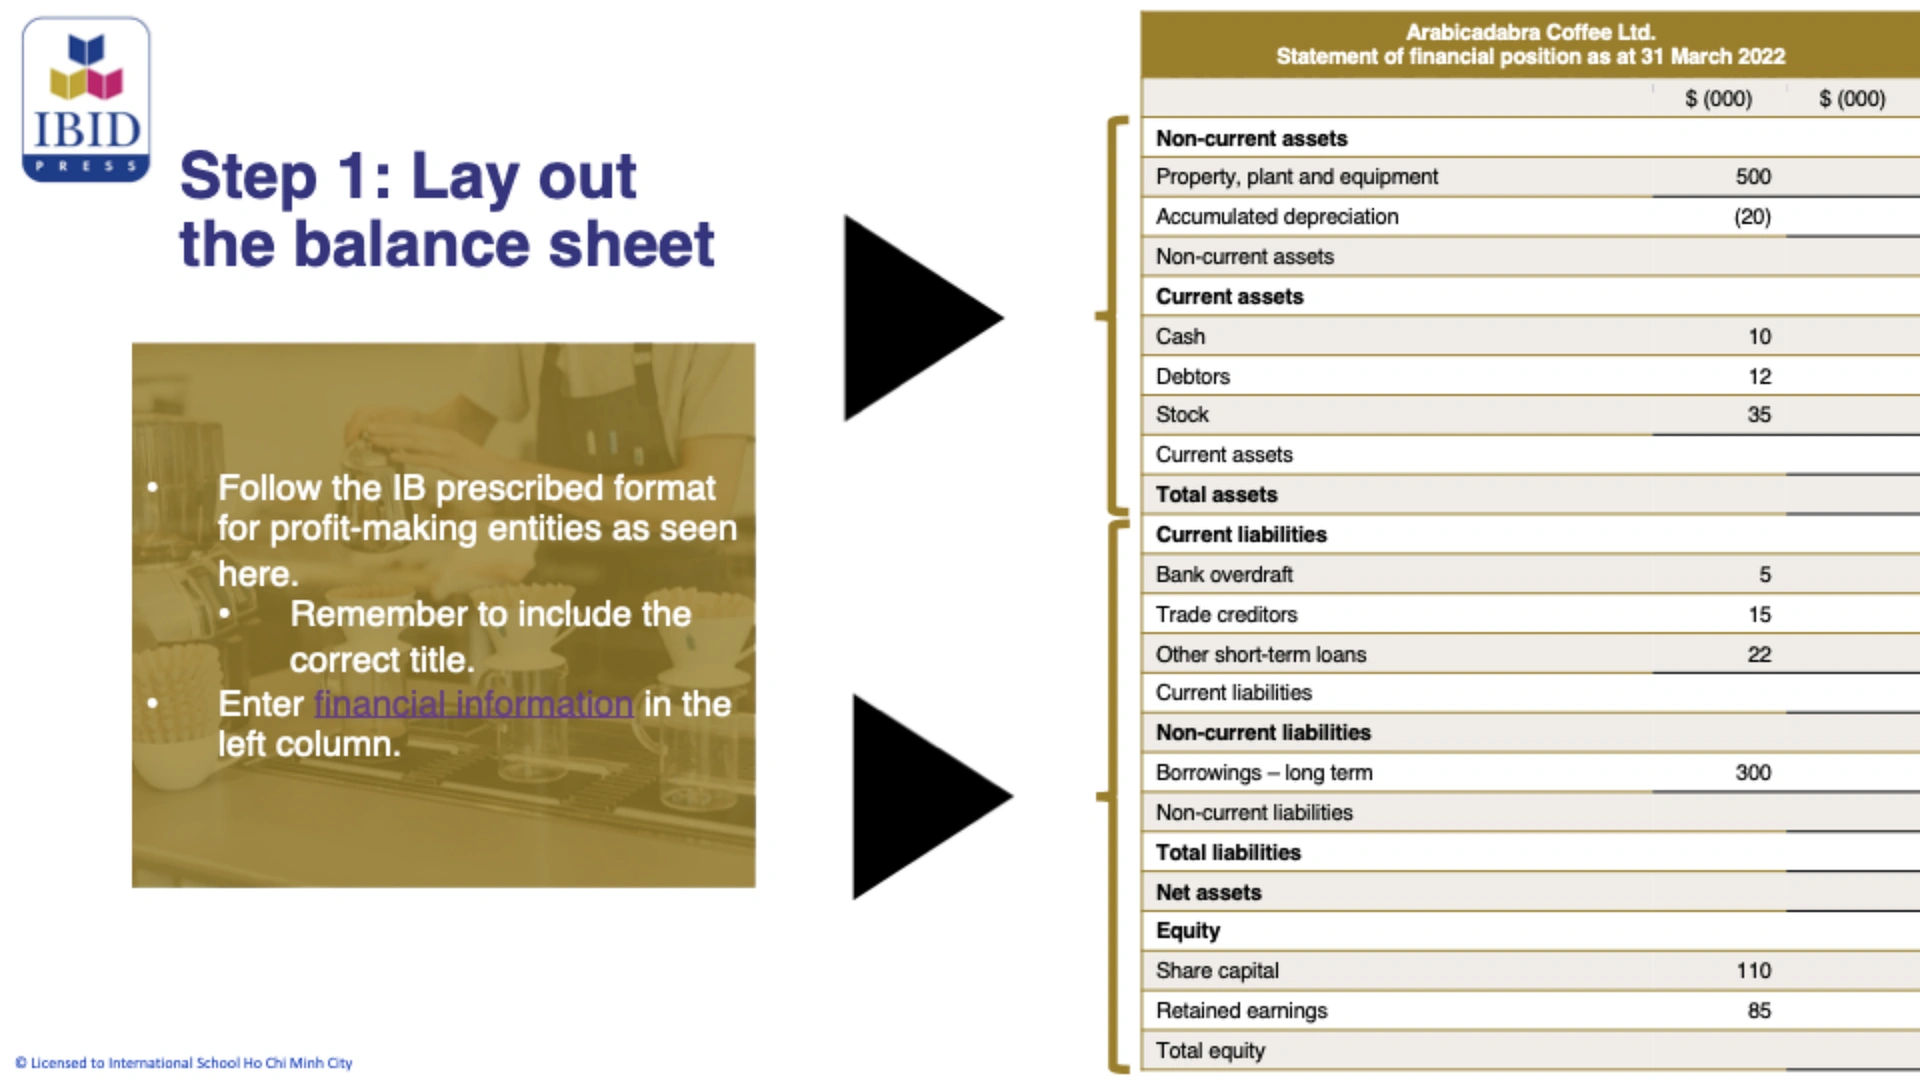 IBID
PRESS
Step 1: Lay out
the balance sheet
• Follow the IB prescribed format
for profit-making entities as seen
here.
• Remember to include the
correct title.
• Enter financial information in the
left column.
© Licensed to International School Ho Chi Minh City
Arabicadabra Coffee Ltd.
Statement of financial position as at 31 March 2022
$ (000) $ (000)
Non-current assets
Property, plant and equipment 500
Accumulated depreciation (20)
Non-current assets
Current assets
Cash 10
Debtors 12
Stock 35
Current assets
Total assets
Current liabilities
Bank overdraft 5
Trade creditors 15
Other short-term loans 22
Current liabilities
Non-current liabilities
Borrowings – long term 300
Non-current liabilities
Total liabilities
Net assets
Equity
Share capital 110
Retained earnings 85
Total equity